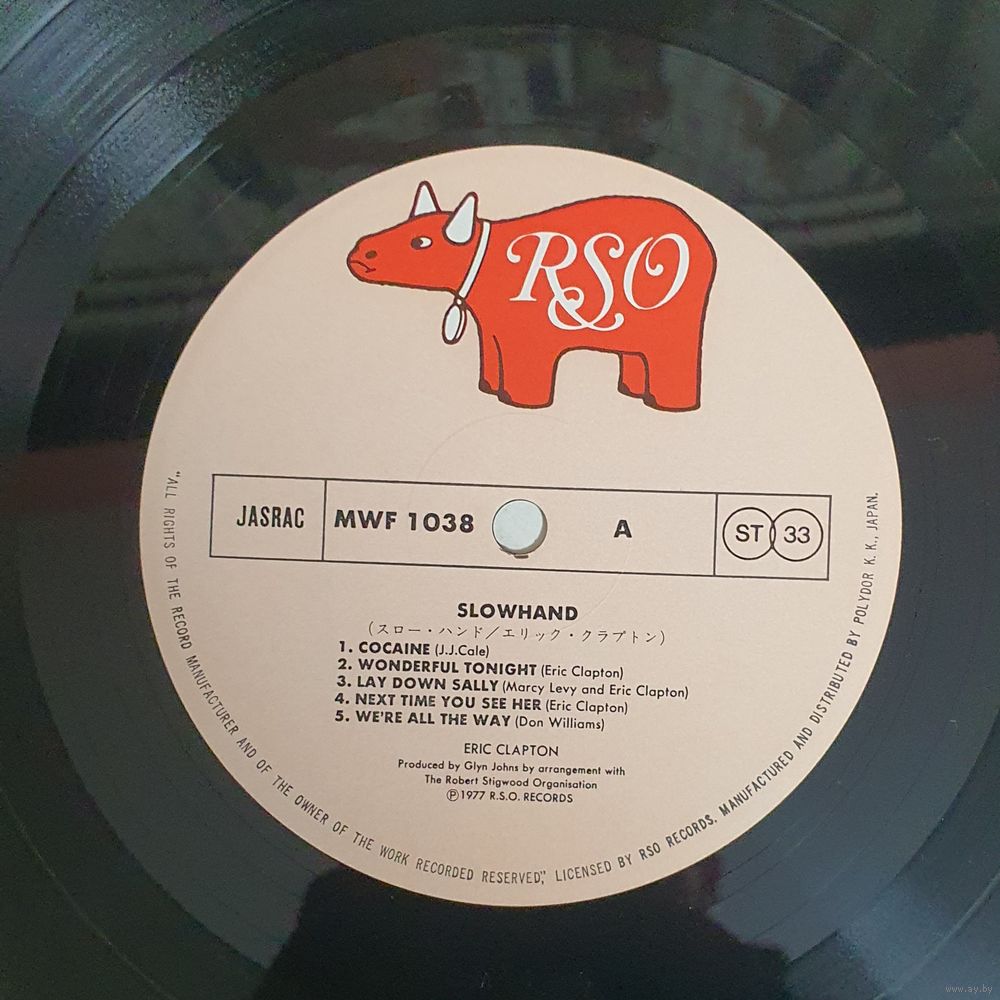 RSO
JASRAC MWF 1038 A ST 33
SLOWHAND
(スロー・ハンド/エリック・クラプトン)
1. COCAINE (J.J.Cale)
2. WONDERFUL TONIGHT (Eric Clapton)
3. LAY DOWN SALLY (Marcy Levy and Eric Clapton)
4. NEXT TIME YOU SEE HER (Eric Clapton)
5. WE'RE ALL THE WAY (Don Williams)
ERIC CLAPTON
Produced by Glyn Johns by arrangement with
The Robert Stigwood Organisation
Ⓟ1977 R.S.O. RECORDS
"ALL RIGHTS OF THE RECORD MANUFACTURER AND OF THE OWNER OF THE WORK RECORDED RESERVED", LICENSED BY RSO RECORDS. MANUFACTURED AND DISTRIBUTED BY POLYDOR K. K., JAPAN.
www.ay.by